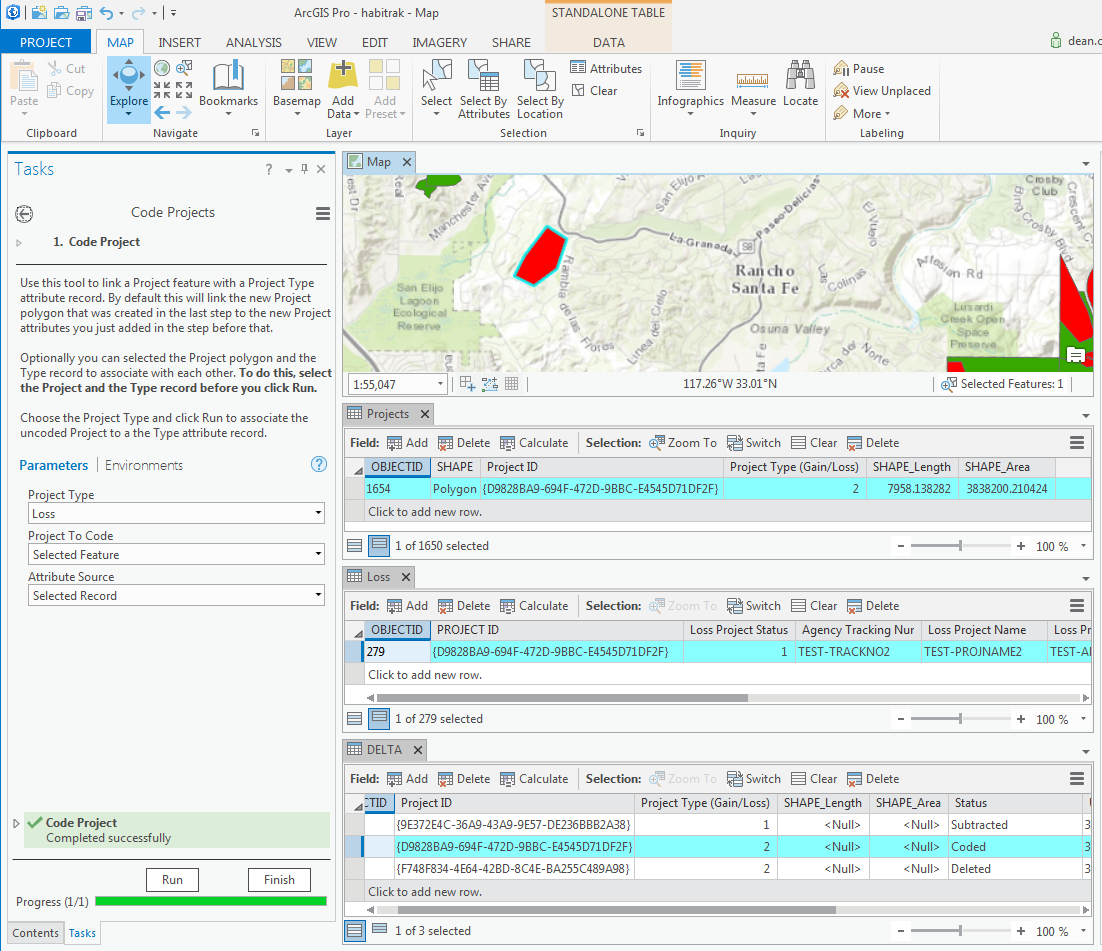 ArcGIS Pro - habitrak - Map
STANDALONE TABLE
PROJECT MAP INSERT ANALYSIS VIEW EDIT IMAGERY SHARE DATA
dean.c
Paste
Cut
Copy
Clipboard
Explore
Bookmarks
Navigate
Basemap
Add Data
Add Preset
Layer
Select
Select By Attributes
Select By Location
Attributes
Clear
Selection
Infographics
Measure
Locate
Inquiry
Pause
View Unplaced
More
Labeling
Tasks
?
Code Projects
1. Code Project
Use this tool to link a Project feature with a Project Type
attribute record. By default this will link the new Project
polygon that was created in the last step to the new Project
attributes you just added in the step before that.
Optionally you can selected the Project polygon and the
Type record to associate with each other. To do this, select
the Project and the Type record before you click Run.
Choose the Project Type and click Run to associate the
uncoded Project to a the Type attribute record.
Parameters | Environments
?
Project Type
Loss
Project To Code
Selected Feature
Attribute Source
Selected Record
Code Project
Completed successfully
Run Finish
Progress (1/1)
Contents Tasks
Map
Manchester Ave
San Elijo
Paseo-Delicias
Crosby
Club
Bing Crosby Blvd
Crescent
El Vuelo
La-Granada
S8
Rancho
Santa Fe
Las Colinas
Artesian Rd
Rambla de las Flores
Linea del Cielo
San Elijo
Lagoon
Ecological
Reserve
Osuna Valley
Lusardi
Creek Open
Space
Preserve
del Norte
1:55,047
117.26°W 33.01°N
Selected Features: 1
Projects
Field: Add Delete Calculate Selection: Zoom To Switch Clear Delete
OBJECTID SHAPE Project ID Project Type (Gain/Loss) SHAPE_Length SHAPE_Area
1654 Polygon {D9828BA9-694F-472D-9BBC-E4545D71DF2F} 2 7958.138282 3838200.210424
Click to add new row.
1 of 1650 selected
- + 100 %
Loss
Field: Add Delete Calculate Selection: Zoom To Switch Clear Delete
OBJECTID PROJECT ID Loss Project Status Agency Tracking Nur Loss Project Name Loss Pr
279 {D9828BA9-694F-472D-9BBC-E4545D71DF2F} 1 TEST-TRACKNO2 TEST-PROJNAME2 TEST-AI
Click to add new row.
1 of 279 selected
- + 100 %
DELTA
Field: Add Delete Calculate Selection: Zoom To Switch Clear Delete
CTID Project ID Project Type (Gain/Loss) SHAPE_Length SHAPE_Area Status
{9E372E4C-36A9-43A9-9E57-DE236BBB2A38} 1 <Null> <Null> Subtracted 3
{D9828BA9-694F-472D-9BBC-E4545D71DF2F} 2 <Null> <Null> Coded 3
{F748F834-4E64-42BD-8C4E-BA255C489A98} 2 <Null> <Null> Deleted 3
Click to add new row.
1 of 3 selected
- + 100 %